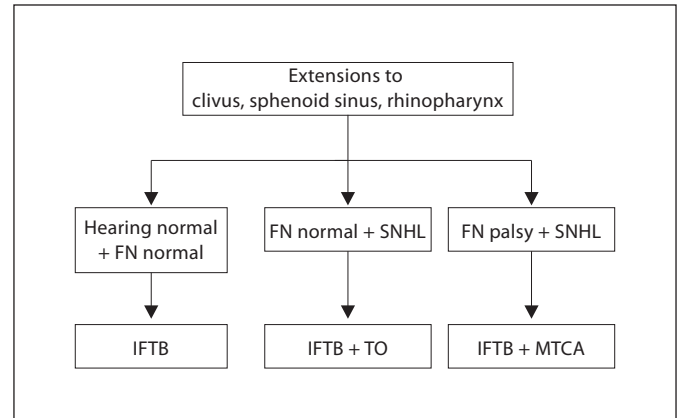 Extensions to
clivus, sphenoid sinus, rhinopharynx
Hearing normal
+ FN normal
FN normal + SNHL
FN palsy + SNHL
IFTB
IFTB + TO
IFTB + MTCA